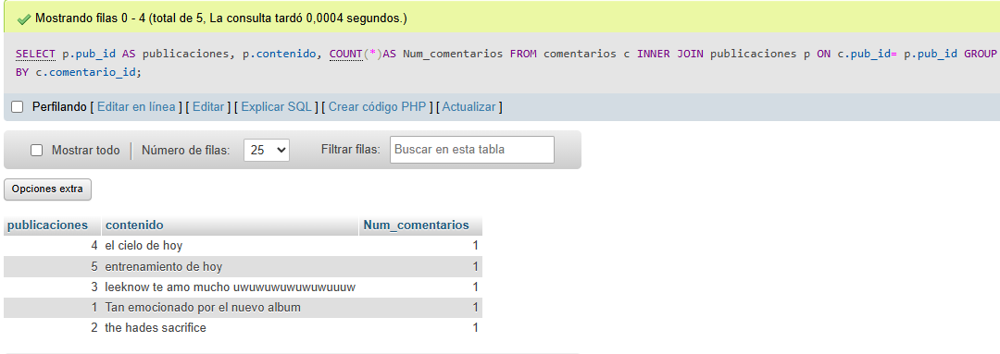 Mostrando filas 0 - 4 (total de 5, La consulta tardó 0,0004 segundos.)
SELECT p.pub_id AS publicaciones, p.contenido, COUNT(*)AS Num_comentarios FROM comentarios c INNER JOIN publicaciones p ON c.pub_id= p.pub_id GROUP
BY c.comentario_id;
Perfilando [ Editar en línea ] [ Editar ] [ Explicar SQL ] [ Crear código PHP ] [ Actualizar ]
Mostrar todo Número de filas: 25 Filtrar filas: Buscar en esta tabla
Opciones extra
publicaciones contenido Num_comentarios
4 el cielo de hoy 1
5 entrenamiento de hoy 1
3 leeknow te amo mucho uwuwuwuwuwuwuuuw 1
1 Tan emocionado por el nuevo album 1
2 the hades sacrifice 1